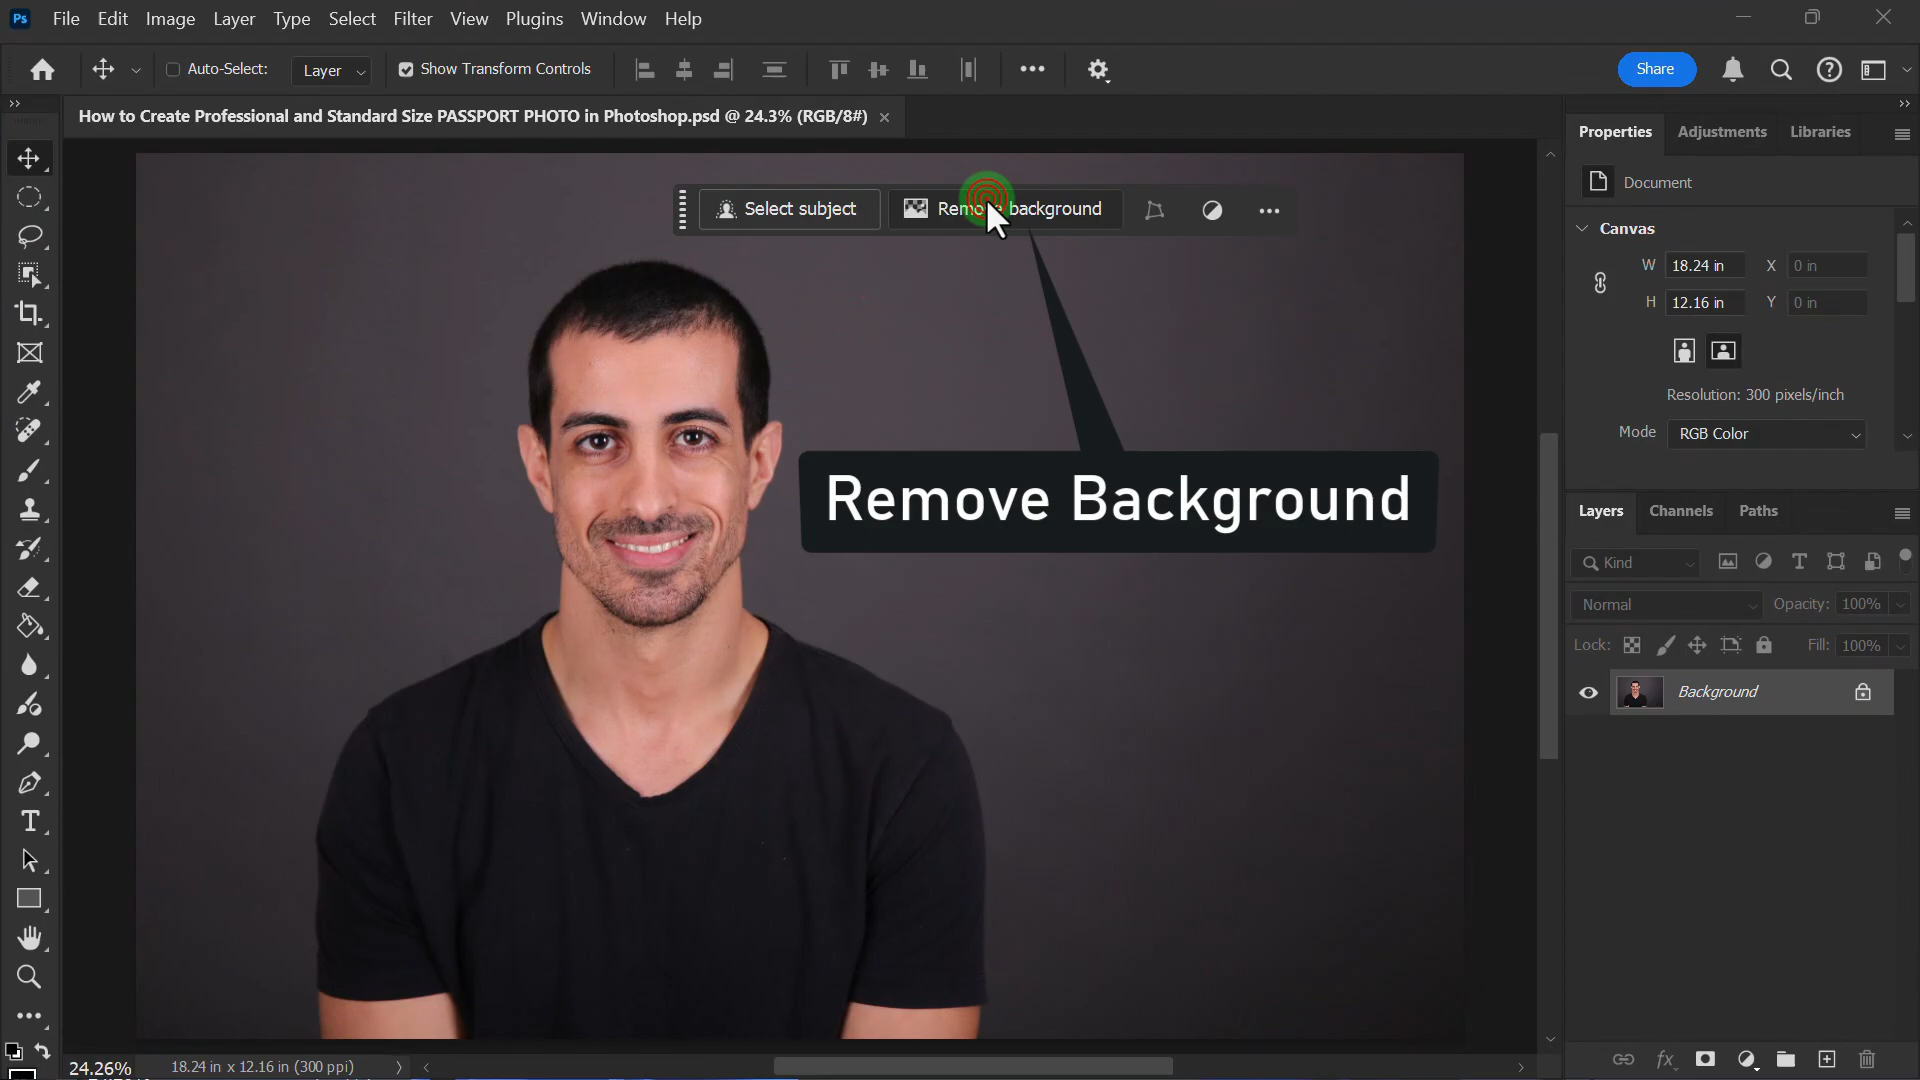 Ps File Edit Image Layer Type Select Filter View Plugins Window Help
Auto-Select: Layer Show Transform Controls Share
How to Create Professional and Standard Size PASSPORT PHOTO in Photoshop.psd @ 24.3% (RGB/8#)
Properties Adjustments Libraries
Document
Select subject Remove background
Canvas
W 18.24 in X 0 in
H 12.16 in Y 0 in
Resolution: 300 pixels/inch
Mode RGB Color
Remove Background
Layers Channels Paths
Kind
Normal Opacity: 100%
Lock: Fill: 100%
Background
24.26% 18.24 in x 12.16 in (300 ppi)